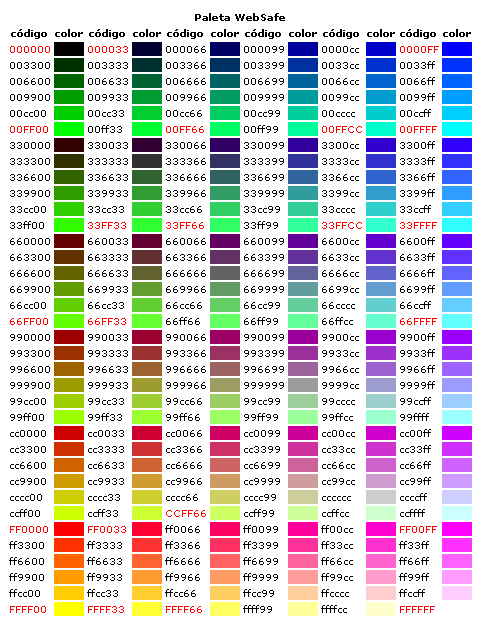 Paleta WebSafe
código color código color código color código color código color código color
000000 000033 000066 000099 0000cc 0000FF
003300 003333 003366 003399 0033cc 0033ff
006600 006633 006666 006699 0066cc 0066ff
009900 009933 009966 009999 0099cc 0099ff
00cc00 00cc33 00cc66 00cc99 00cccc 00ccff
00FF00 00ff33 00FF66 00ff99 00FFCC 00FFFF
330000 330033 330066 330099 3300cc 3300ff
333300 333333 333366 333399 3333cc 3333ff
336600 336633 336666 336699 3366cc 3366ff
339900 339933 339966 339999 3399cc 3399ff
33cc00 33cc33 33cc66 33cc99 33cccc 33ccff
33ff00 33FF33 33FF66 33ff99 33FFCC 33FFFF
660000 660033 660066 660099 6600cc 6600ff
663300 663333 663366 663399 6633cc 6633ff
666600 666633 666666 666699 6666cc 6666ff
669900 669933 669966 669999 6699cc 6699ff
66cc00 66cc33 66cc66 66cc99 66cccc 66ccff
66FF00 66FF33 66ff66 66ff99 66ffcc 66FFFF
990000 990033 990066 990099 9900cc 9900ff
993300 993333 993366 993399 9933cc 9933ff
996600 996633 996666 996699 9966cc 9966ff
999900 999933 999966 999999 9999cc 9999ff
99cc00 99cc33 99cc66 99cc99 99cccc 99ccff
99ff00 99ff33 99ff66 99ff99 99ffcc 99ffff
cc0000 cc0033 cc0066 cc0099 cc00cc cc00ff
cc3300 cc3333 cc3366 cc3399 cc33cc cc33ff
cc6600 cc6633 cc6666 cc6699 cc66cc cc66ff
cc9900 cc9933 cc9966 cc9999 cc99cc cc99ff
cccc00 cccc33 cccc66 cccc99 cccccc ccccff
ccff00 ccff33 CCFF66 ccff99 ccffcc ccffff
FF0000 FF0033 ff0066 ff0099 ff00cc FF00FF
ff3300 ff3333 ff3366 ff3399 ff33cc ff33ff
ff6600 ff6633 ff6666 ff6699 ff66cc ff66ff
ff9900 ff9933 ff9966 ff9999 ff99cc ff99ff
ffcc00 ffcc33 ffcc66 ffcc99 ffcccc ffccff
FFFF00 FFFF33 FFFF66 ffff99 ffffcc FFFFFF